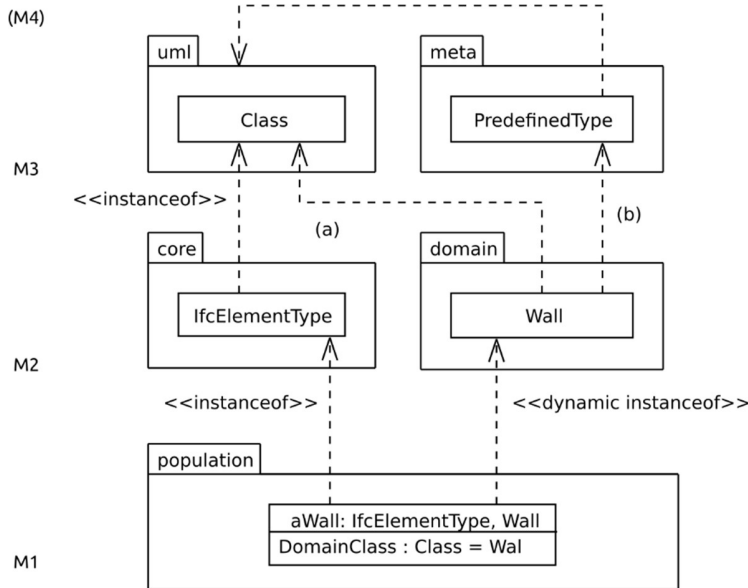 (M4)
uml
meta
Class
PredefinedType
M3
<<instanceof>>
(a)
(b)
core
domain
IfcElementType
Wall
M2
<<instanceof>>
<<dynamic instanceof>>
population
aWall: IfcElementType, Wall
DomainClass : Class = Wal
M1